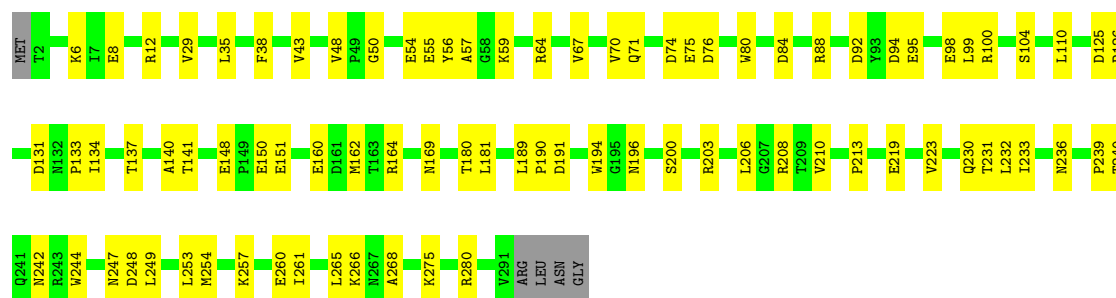 MET T2 K6 I7 E8 R12 V29 L35 F38 V43 V48 P49 G50 E54 E55 Y56 A57 G58 K59 R64 V67 V70 Q71 D74 E75 D76 W80 D84 R88 D92 Y93 D94 E95 E98 L99 R100 S104 L110 D125
D131 N132 P133 I134 T137 A140 T141 E148 P149 E150 E151 E160 D161 M162 T163 R164 N169 T180 L181 L189 P190 D191 W194 G195 N196 S200 R203 L206 G207 R208 T209 V210 P213 E219 V223 Q230 T231 L232 I233 N236 P239
Q241 N242 R243 W244 N247 D248 L249 L253 M254 K257 E260 I261 L265 K266 N267 A268 K275 R280 V291 ARG LEU ASN GLY